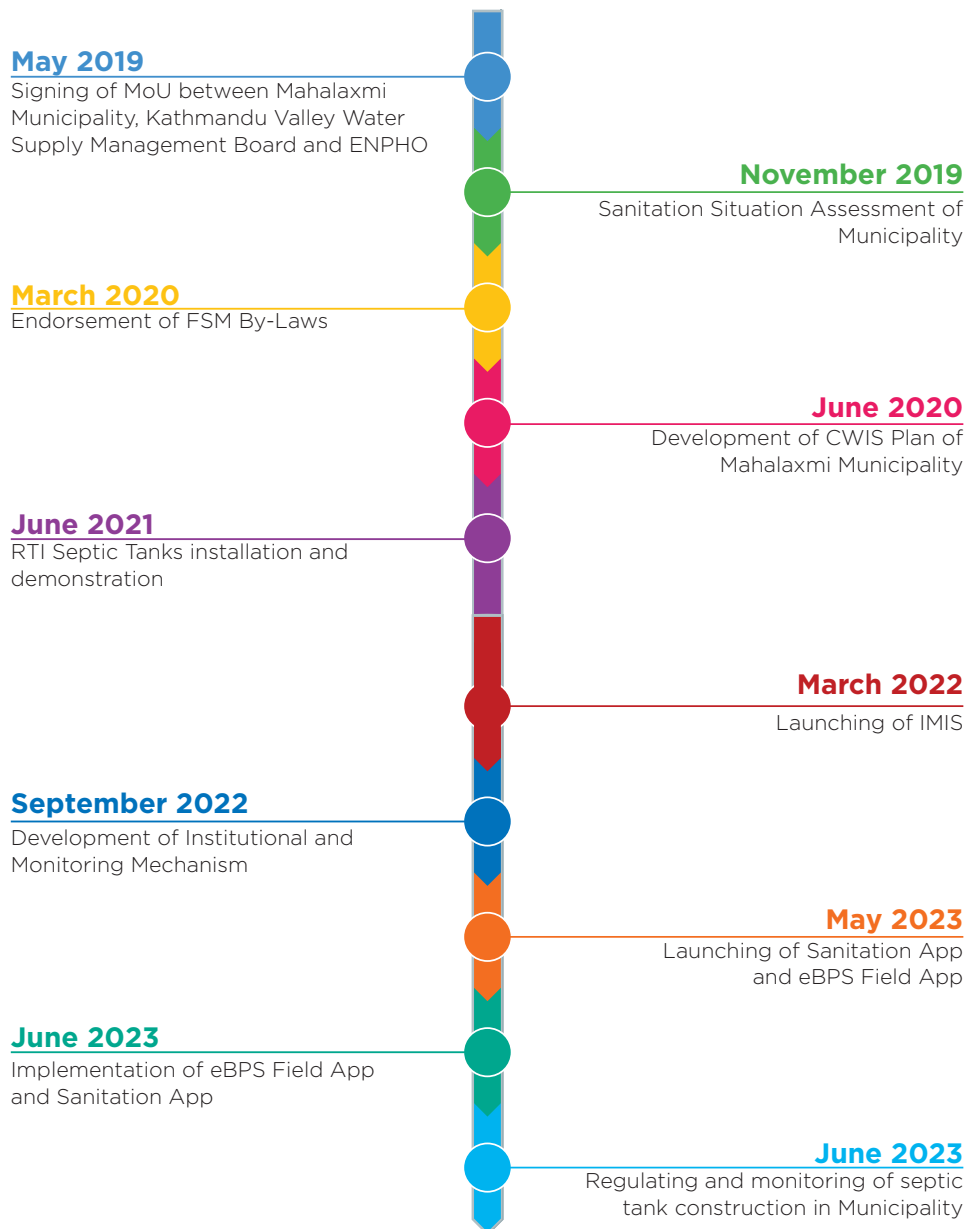 May 2019
Signing of MoU between Mahalaxmi
Municipality, Kathmandu Valley Water
Supply Management Board and ENPHO
November 2019
Sanitation Situation Assessment of
Municipality
March 2020
Endorsement of FSM By-Laws
June 2020
Development of CWIS Plan of
Mahalaxmi Municipality
June 2021
RTI Septic Tanks installation and
demonstration
March 2022
Launching of IMIS
September 2022
Development of Institutional and
Monitoring Mechanism
May 2023
Launching of Sanitation App
and eBPS Field App
June 2023
Implementation of eBPS Field App
and Sanitation App
June 2023
Regulating and monitoring of septic
tank construction in Municipality